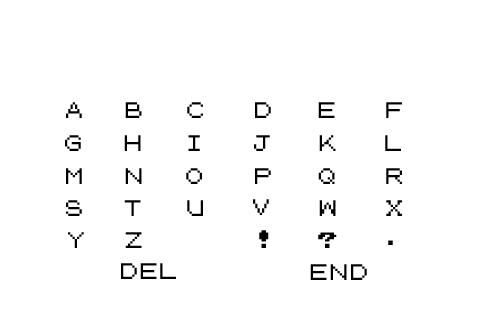 A B C D E F
G H I J K L
M N O P Q R
S T U V W X
Y Z ! ? .
DEL END